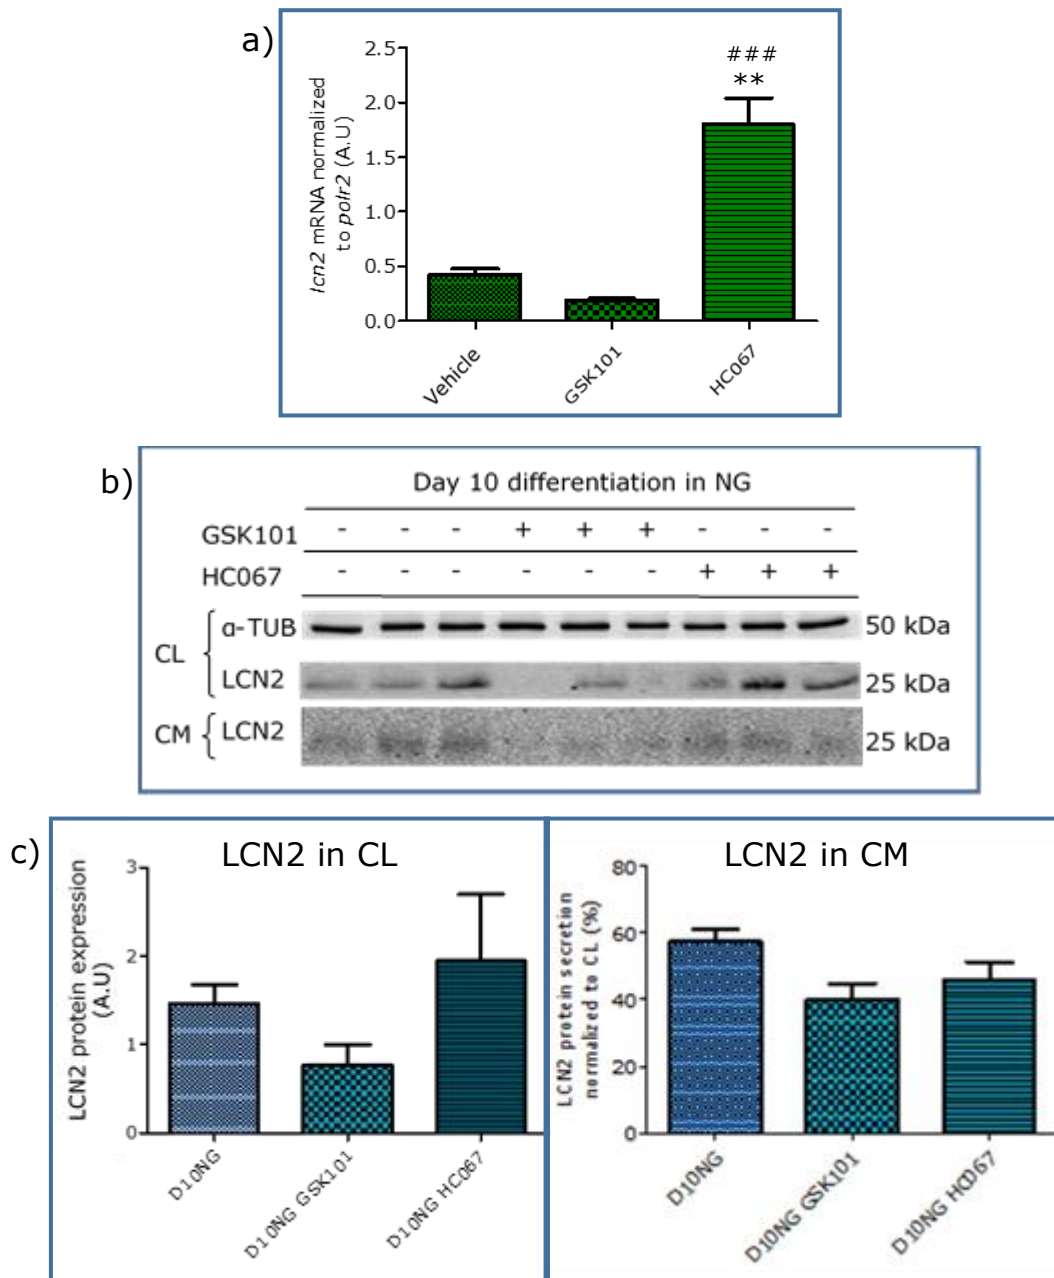 a)
2.5
2.0
1.5
1.0
0.5
0.0
lcn2 mRNA normalized
to polr2 (A.U)
###
**
Vehicle
GSK101
HC067
b)
Day 10 differentiation in NG
GSK101 - - - + + + - - -
HC067 - - - - - - + + +
CL { α-TUB 50 kDa
LCN2 25 kDa
CM { LCN2 25 kDa
c)
LCN2 in CL
3
2
1
0
LCN2 protein expression
(A.U)
D10NG
D10NG GSK101
D10NG HC067
LCN2 in CM
80
60
40
20
0
LCN2 protein secretion
normalized to CL (%)
D10NG
D10NG GSK101
D10NG HC067